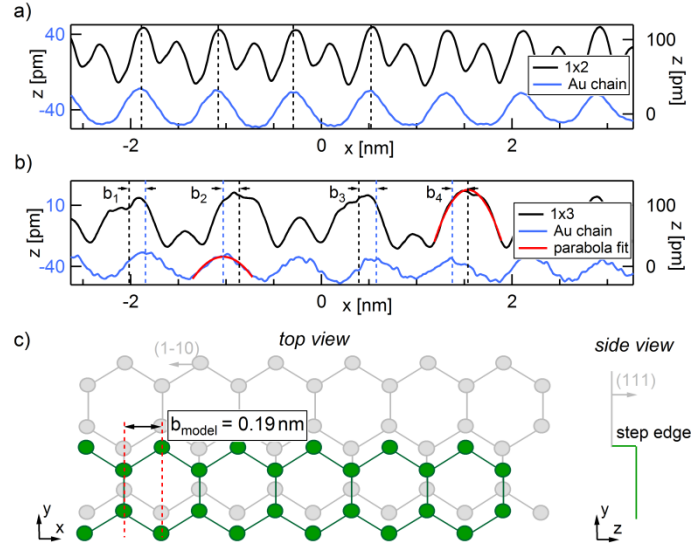 a)
40
-40
z [pm]
100
0
z [pm]
1x2
Au chain
-2
0
2
x [nm]
b)
b1
b2
b3
b4
10
-40
z [pm]
100
0
z [pm]
1x3
Au chain
parabola fit
-2
0
2
x [nm]
c)
top view
side view
(1-10)
(111)
b_model = 0.19 nm
step edge
y
x
y
z